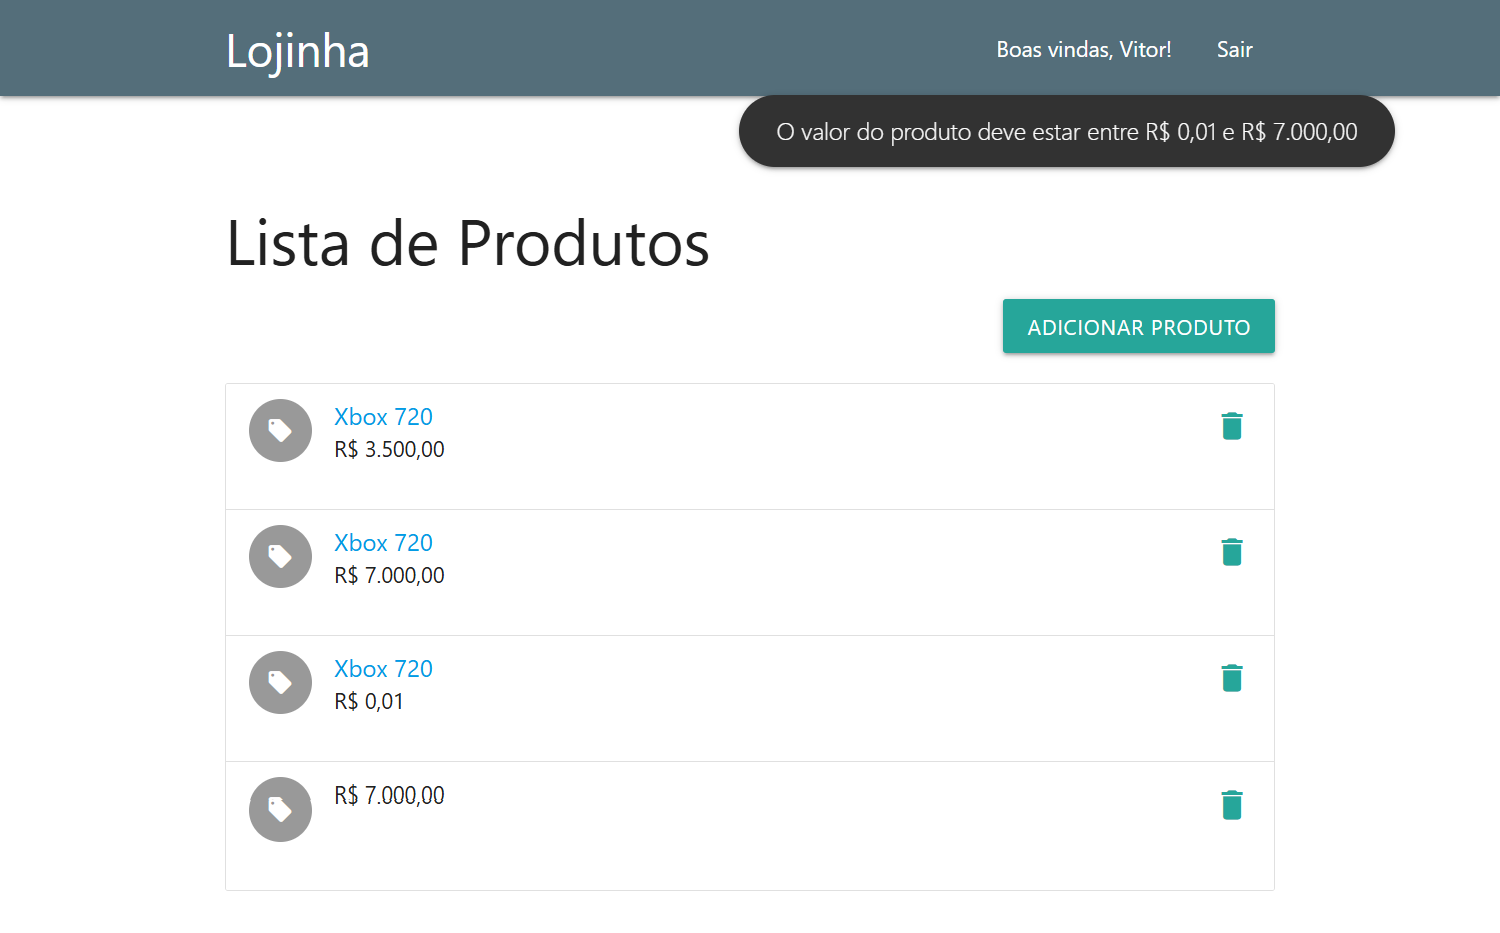 Lojinha
Boas vindas, Vitor! Sair
O valor do produto deve estar entre R$ 0,01 e R$ 7.000,00
Lista de Produtos
ADICIONAR PRODUTO
Xbox 720
R$ 3.500,00
Xbox 720
R$ 7.000,00
Xbox 720
R$ 0,01
R$ 7.000,00